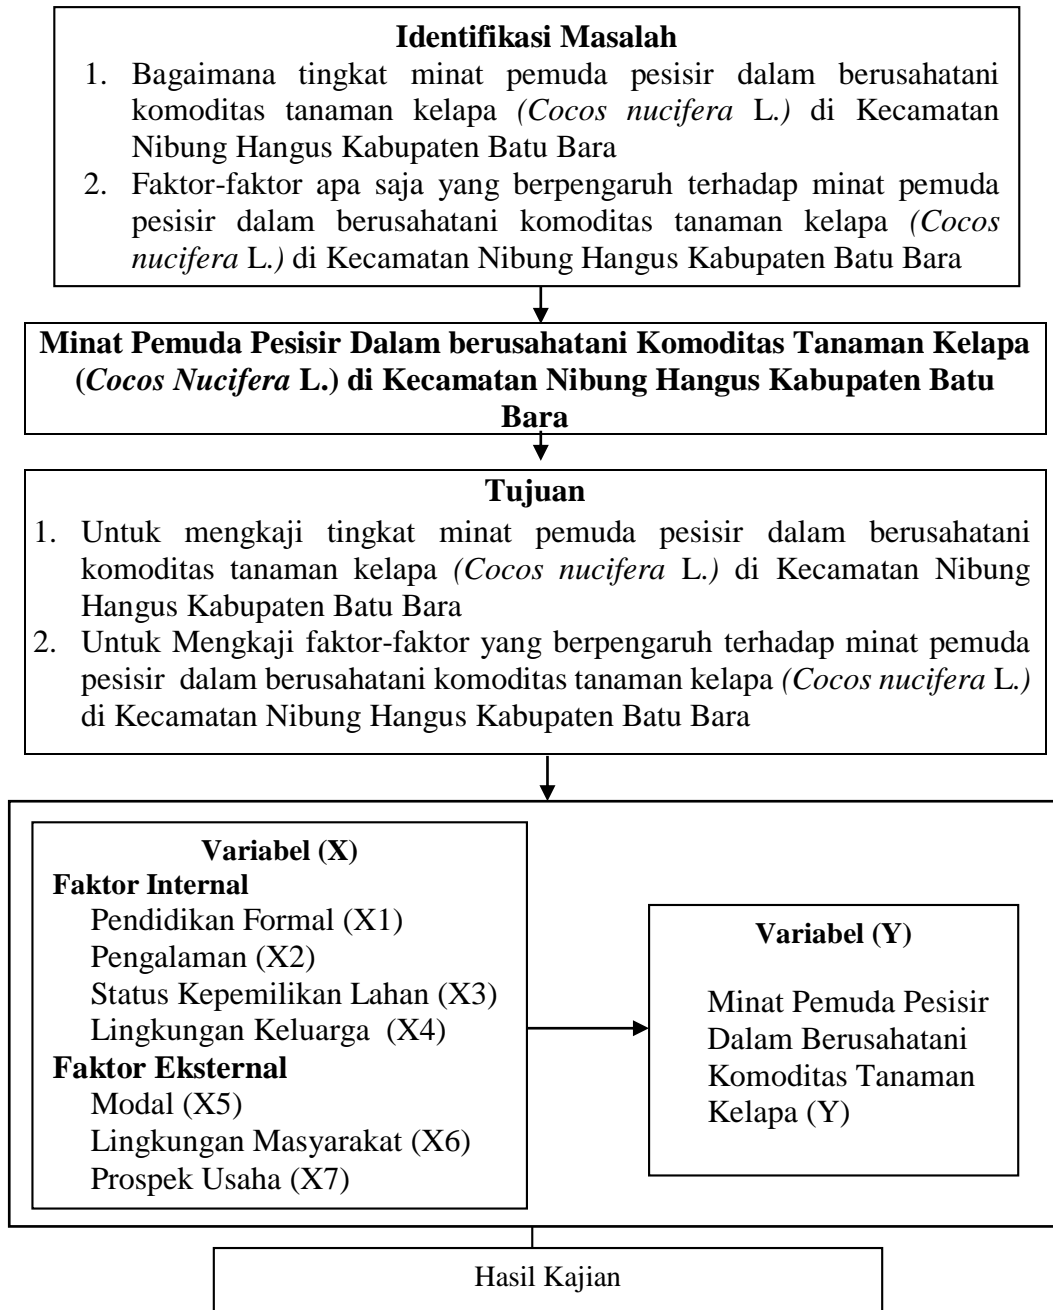 Identifikasi Masalah
1. Bagaimana tingkat minat pemuda pesisir dalam berusahatani
komoditas tanaman kelapa (Cocos nucifera L.) di Kecamatan
Nibung Hangus Kabupaten Batu Bara
2. Faktor-faktor apa saja yang berpengaruh terhadap minat pemuda
pesisir dalam berusahatani komoditas tanaman kelapa (Cocos
nucifera L.) di Kecamatan Nibung Hangus Kabupaten Batu Bara
Minat Pemuda Pesisir Dalam berusahatani Komoditas Tanaman Kelapa
(Cocos Nucifera L.) di Kecamatan Nibung Hangus Kabupaten Batu
Bara
Tujuan
1. Untuk mengkaji tingkat minat pemuda pesisir dalam berusahatani
komoditas tanaman kelapa (Cocos nucifera L.) di Kecamatan Nibung
Hangus Kabupaten Batu Bara
2. Untuk Mengkaji faktor-faktor yang berpengaruh terhadap minat pemuda
pesisir dalam berusahatani komoditas tanaman kelapa (Cocos nucifera L.)
di Kecamatan Nibung Hangus Kabupaten Batu Bara
Variabel (X)
Faktor Internal
Pendidikan Formal (X1)
Pengalaman (X2)
Status Kepemilikan Lahan (X3)
Lingkungan Keluarga (X4)
Faktor Eksternal
Modal (X5)
Lingkungan Masyarakat (X6)
Prospek Usaha (X7)
Variabel (Y)
Minat Pemuda Pesisir
Dalam Berusahatani
Komoditas Tanaman
Kelapa (Y)
Hasil Kajian